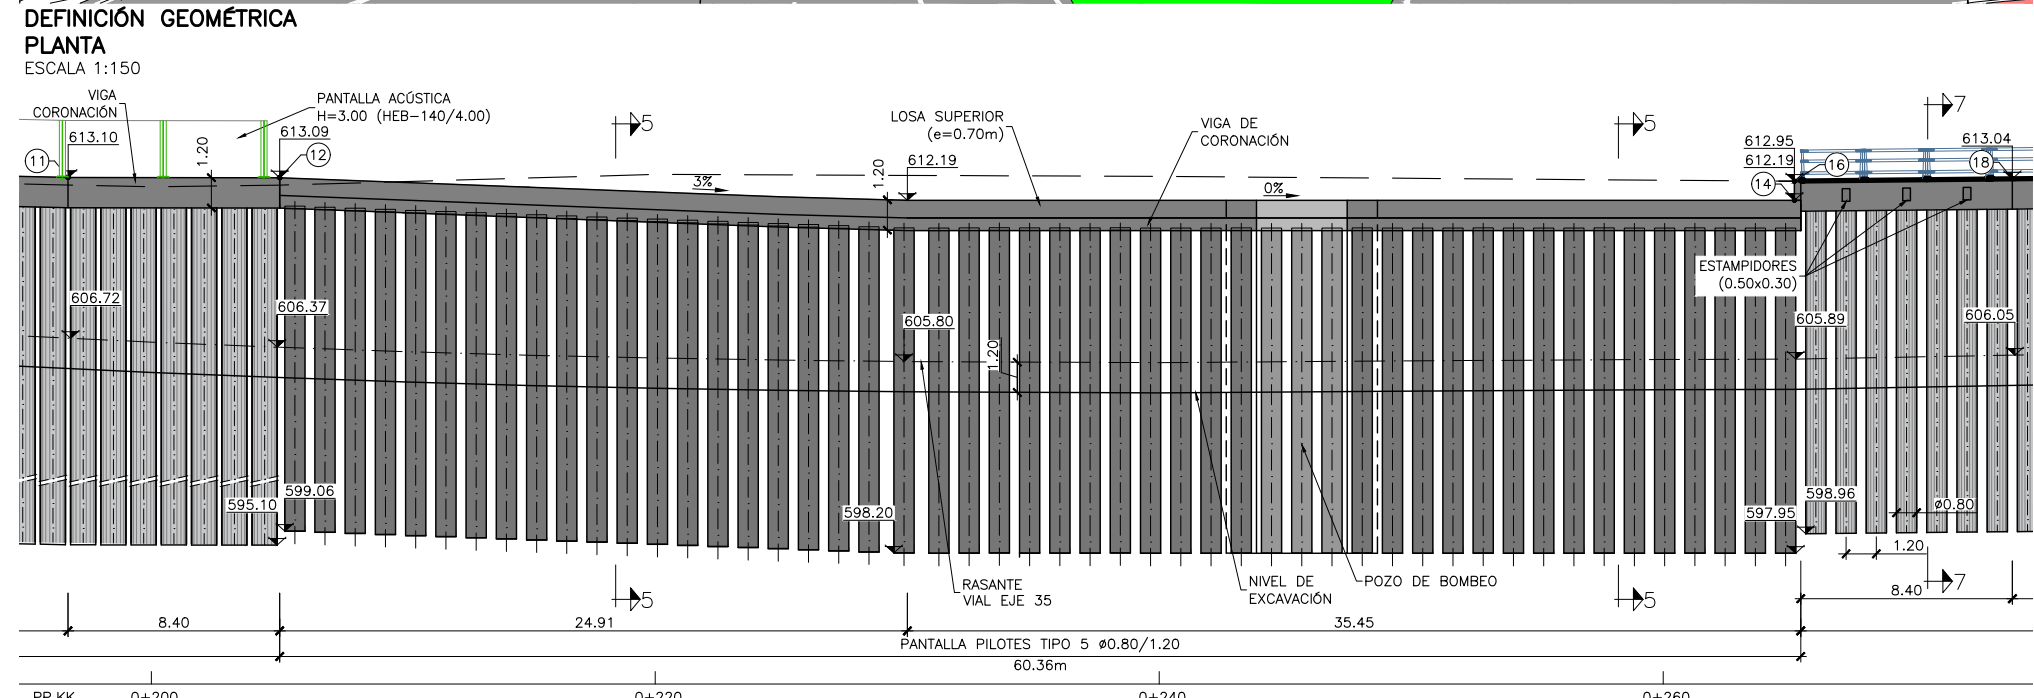 DEFINICIÓN GEOMÉTRICA
PLANTA
ESCALA 1:150
VIGA
CORONACIÓN
PANTALLA ACÚSTICA
H=3.00 (HEB-140/4.00)
11
613.10
1.20
613.09
12
5
3%
LOSA SUPERIOR
(e=0.70m)
1.20
612.19
VIGA DE
CORONACIÓN
0%
5
7
612.95
612.19
16
14
613.04
18
ESTAMPIDORES
(0.50x0.30)
606.72
606.37
605.80
1.20
605.89
606.05
595.10
599.06
598.20
597.95
598.96
ø0.80
1.20
5
RASANTE
VIAL EJE 35
NIVEL DE
EXCAVACIÓN
POZO DE BOMBEO
5
7
8.40
24.91
35.45
8.40
PANTALLA PILOTES TIPO 5 ø0.80/1.20
60.36m
PP.KK.
0+200
0+220
0+240
0+260